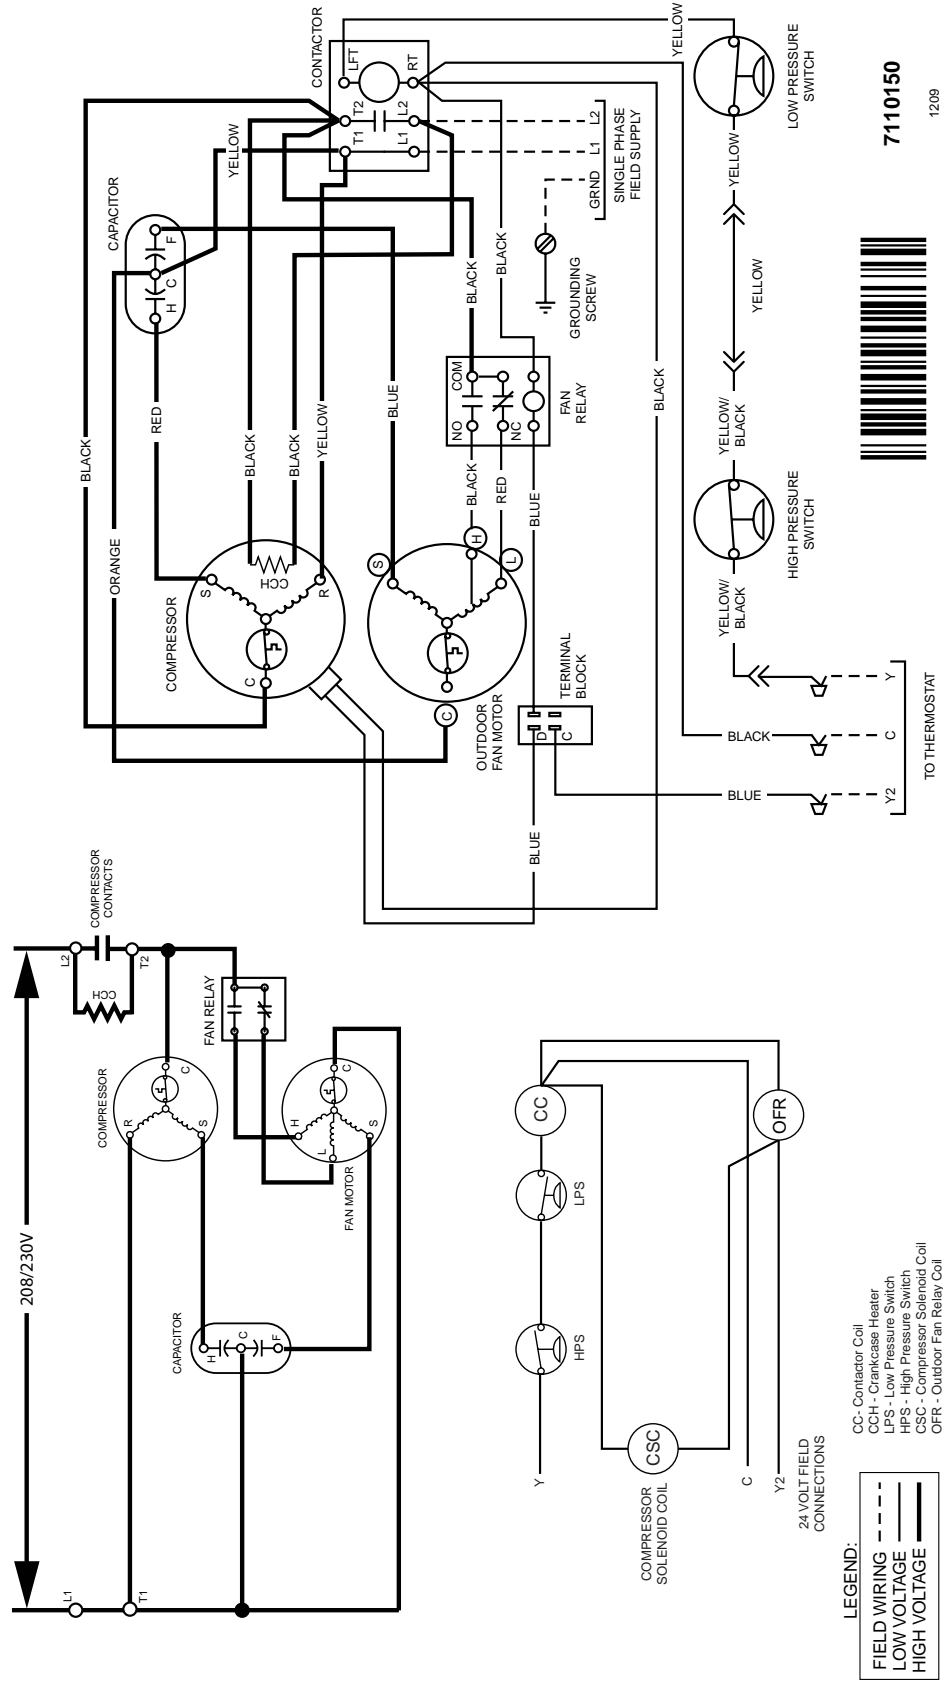 208/230V
L1
T1
L2
T2
CCH
COMPRESSOR
CONTACTS
COMPRESSOR
R
S
C
FAN RELAY
H
L
C
S
FAN MOTOR
CAPACITOR
H
C
F
Y
HPS
LPS
CC
CSC
COMPRESSOR
SOLENOID COIL
OFR
C
Y2
24 VOLT FIELD
CONNECTIONS
LEGEND:
FIELD WIRING
LOW VOLTAGE
HIGH VOLTAGE
CC- Contactor Coil
CCH - Crankcase Heater
LPS - Low Pressure Switch
HPS - High Pressure Switch
CSC - Compressor Solenoid Coil
OFR - Outdoor Fan Relay Coil
BLACK
ORANGE
RED
CAPACITOR
H
C
F
YELLOW
CONTACTOR
LFT
RT
T2
L2
T1
L1
BLACK
BLACK
YELLOW
BLUE
COMPRESSOR
S
CCH
R
C
OUTDOOR
FAN MOTOR
S
H
L
C
BLACK
BLACK
COM
NO
NC
FAN
RELAY
BLACK
RED
BLUE
GRND
L1
L2
SINGLE PHASE
FIELD SUPPLY
GROUNDING
SCREW
TERMINAL
BLOCK
D
C
BLUE
BLACK
YELLOW
LOW PRESSURE
SWITCH
YELLOW
YELLOW
YELLOW/
BLACK
HIGH PRESSURE
SWITCH
YELLOW/
BLACK
BLACK
BLUE
Y
C
Y2
TO THERMOSTAT
7110150
1209